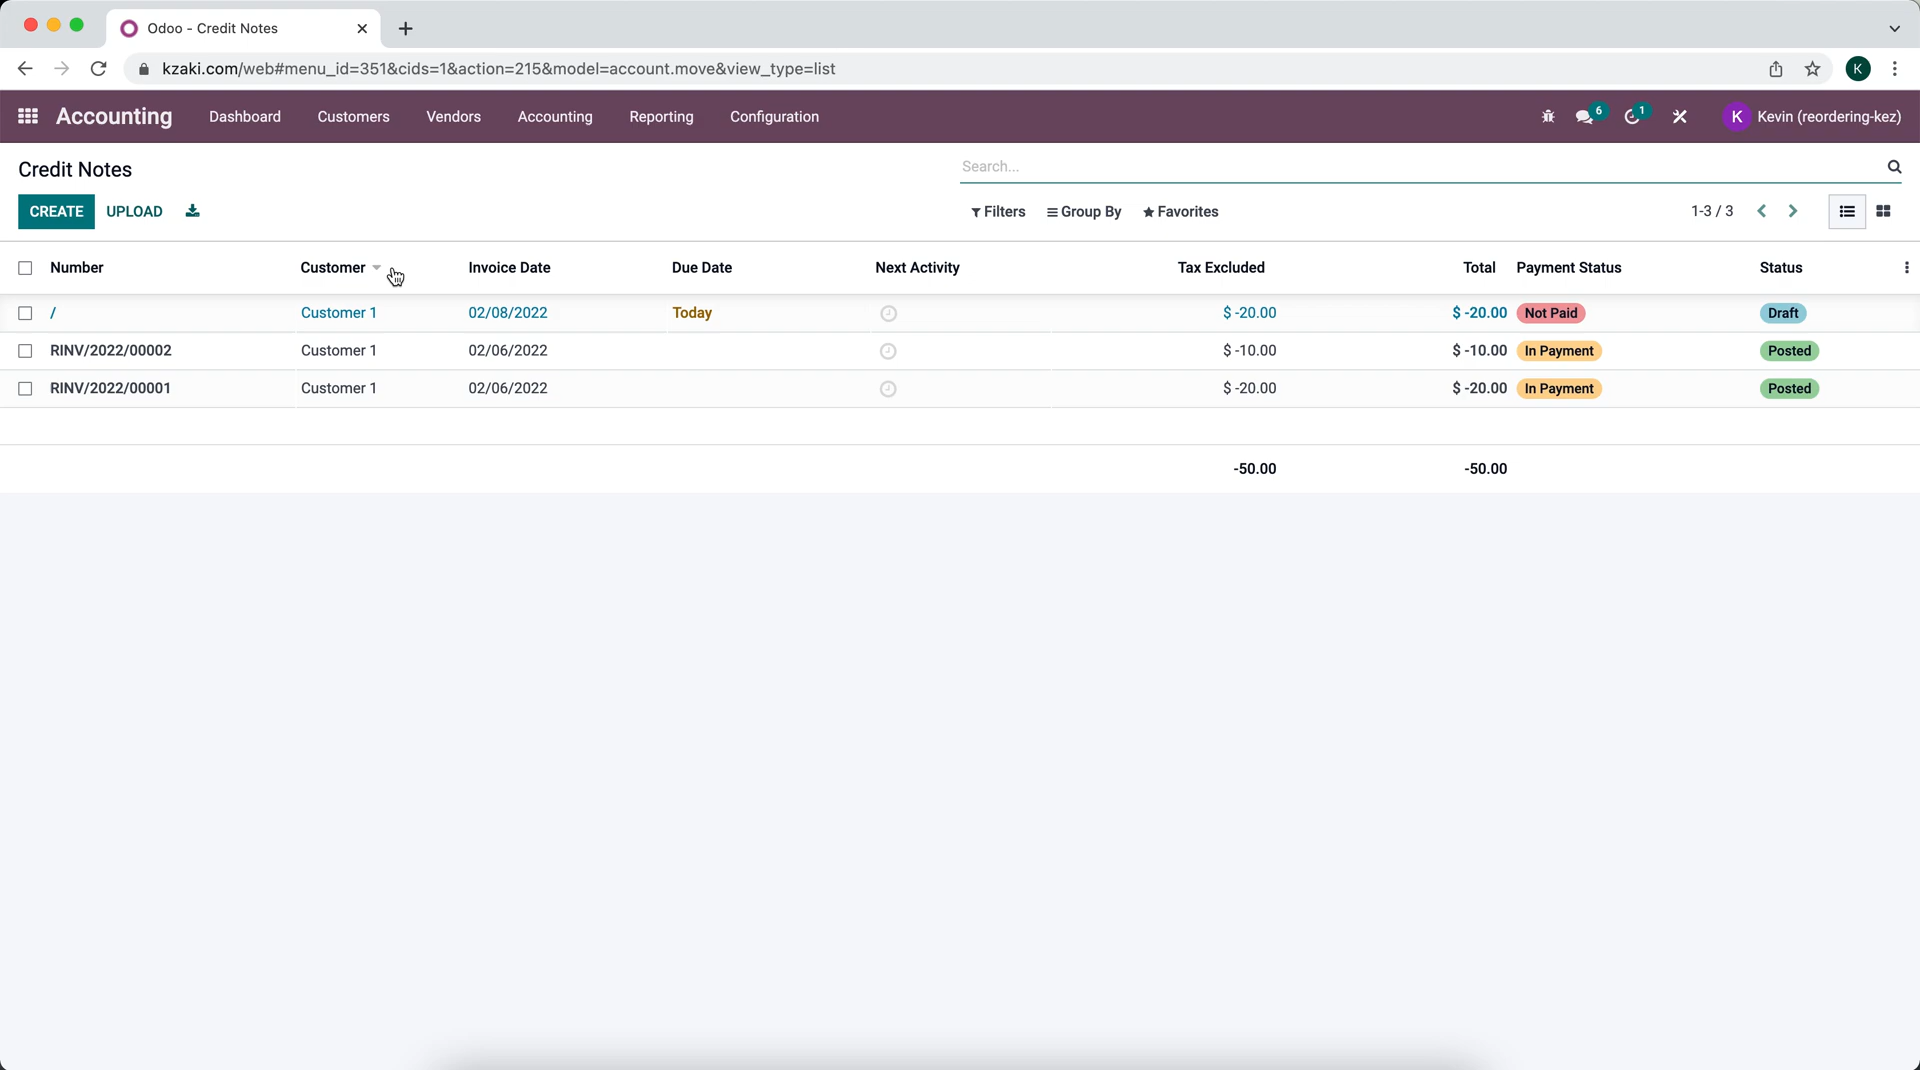 Odoo - Credit Notes
kzaki.com/web#menu_id=351&cids=1&action=215&model=account.move&view_type=list
K
Accounting Dashboard Customers Vendors Accounting Reporting Configuration 6 1 K Kevin (reordering-kez)
Credit Notes Search...
CREATE UPLOAD Filters Group By Favorites 1-3 / 3
Number Customer Invoice Date Due Date Next Activity Tax Excluded Total Payment Status Status
/ Customer 1 02/08/2022 Today $ -20.00 $ -20.00 Not Paid Draft
RINV/2022/00002 Customer 1 02/06/2022 $ -10.00 $ -10.00 In Payment Posted
RINV/2022/00001 Customer 1 02/06/2022 $ -20.00 $ -20.00 In Payment Posted
-50.00 -50.00